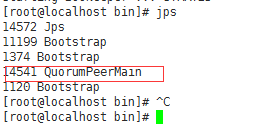 [root@localhost bin]# jps
14572 Jps
11199 Bootstrap
1374 Bootstrap
14541 QuorumPeerMain
1120 Bootstrap
[root@localhost bin]# ^C
[root@localhost bin]#